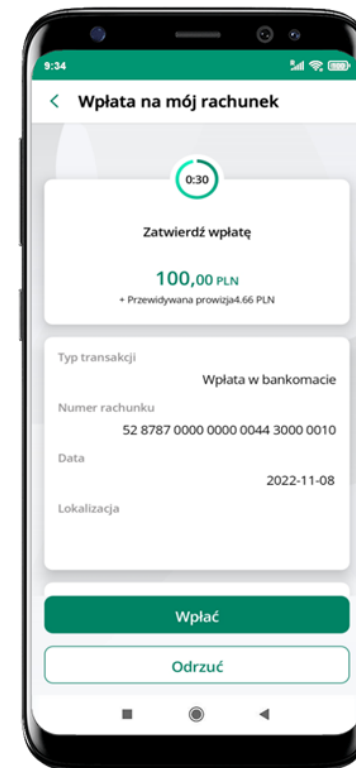 9:34
Wpłata na mój rachunek
0:30
Zatwierdź wpłatę
100,00 PLN
+ Przewidywana prowizja4.66 PLN
Typ transakcji
Wpłata w bankomacie
Numer rachunku
52 8787 0000 0000 0044 3000 0010
Data
2022-11-08
Lokalizacja
Wpłać
Odrzuć